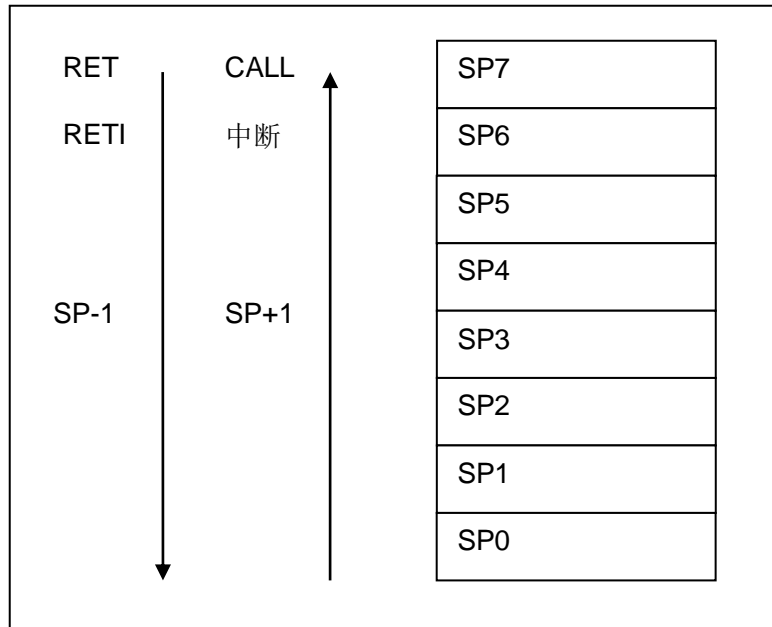 RET CALL SP7
RETI 中断 SP6
SP5
SP4
SP-1 SP+1
SP3
SP2
SP1
SP0